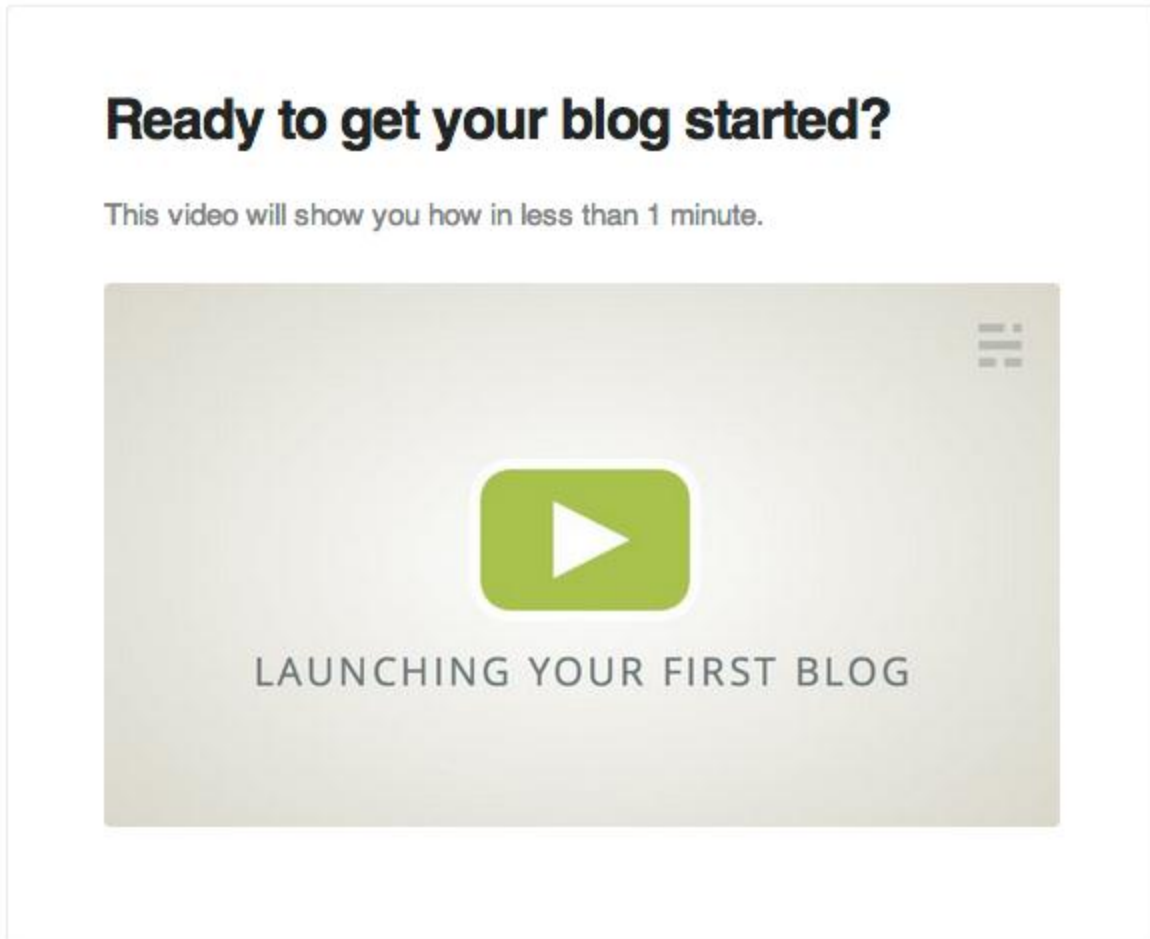 Ready to get your blog started?
This video will show you how in less than 1 minute.
LAUNCHING YOUR FIRST BLOG